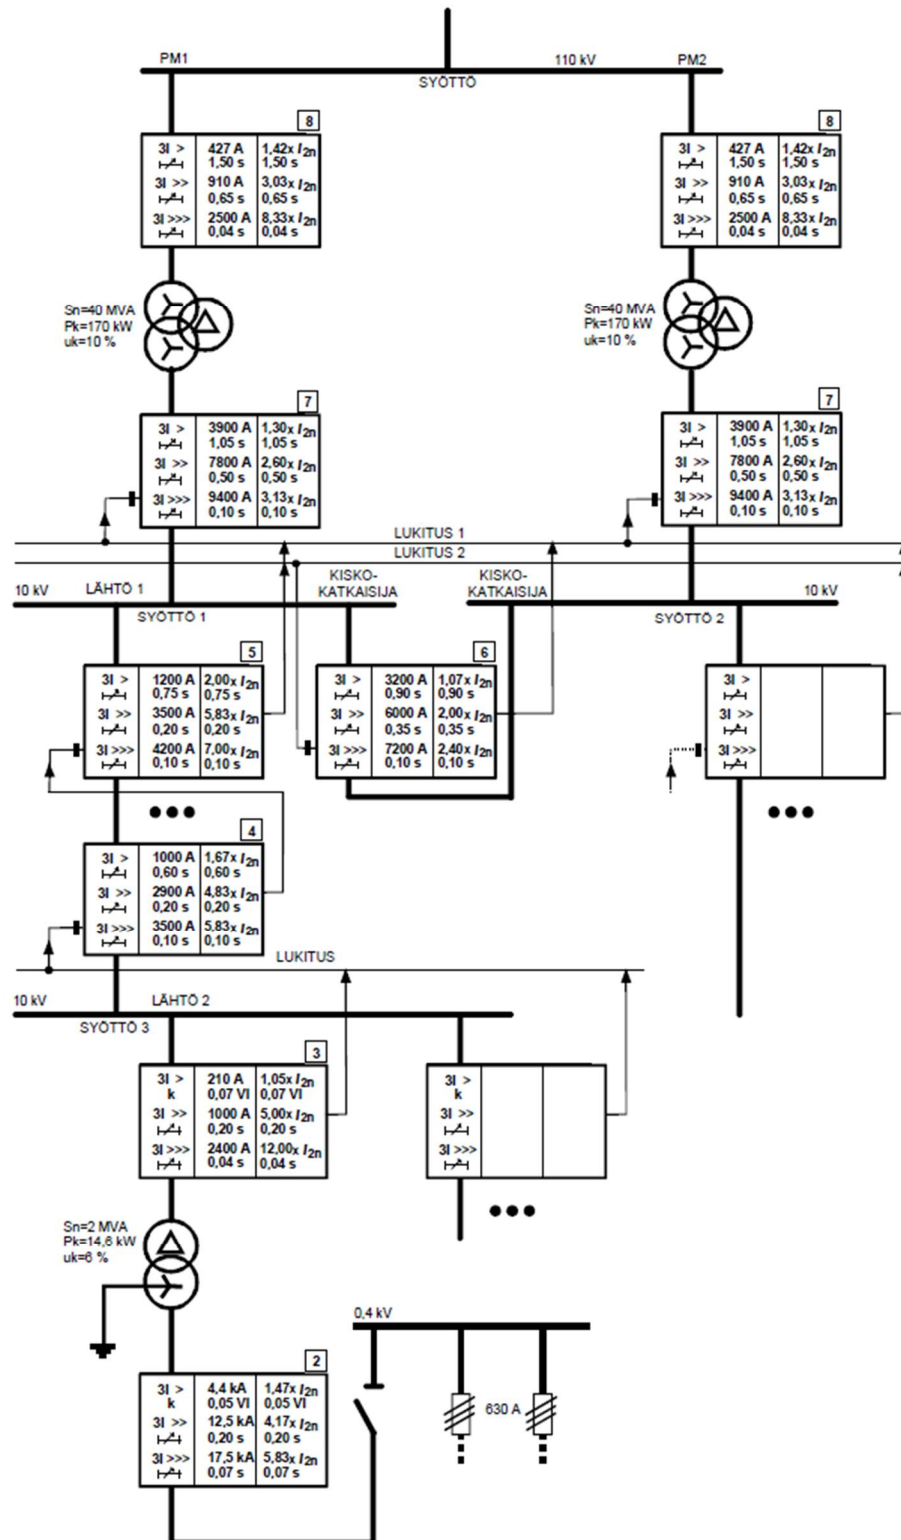 PM1
110 kV
PM2
SYÖTTÖ
8
3I > 427 A 1,42x I2n
1,50 s 1,50 s
3I >> 910 A 3,03x I2n
0,65 s 0,65 s
3I >>> 2500 A 8,33x I2n
0,04 s 0,04 s
8
3I > 427 A 1,42x I2n
1,50 s 1,50 s
3I >> 910 A 3,03x I2n
0,65 s 0,65 s
3I >>> 2500 A 8,33x I2n
0,04 s 0,04 s
Sn=40 MVA
Pk=170 kW
uk=10 %
Sn=40 MVA
Pk=170 kW
uk=10 %
7
3I > 3900 A 1,30x I2n
1,05 s 1,05 s
3I >> 7800 A 2,60x I2n
0,50 s 0,50 s
3I >>> 9400 A 3,13x I2n
0,10 s 0,10 s
7
3I > 3900 A 1,30x I2n
1,05 s 1,05 s
3I >> 7800 A 2,60x I2n
0,50 s 0,50 s
3I >>> 9400 A 3,13x I2n
0,10 s 0,10 s
LUKITUS 1
LUKITUS 2
10 kV
LÄHTÖ 1
KISKO-
KATKAISIJA
KISKO-
KATKAISIJA
10 kV
SYÖTTÖ 1
SYÖTTÖ 2
5
3I > 1200 A 2,00x I2n
0,75 s 0,75 s
3I >> 3500 A 5,83x I2n
0,20 s 0,20 s
3I >>> 4200 A 7,00x I2n
0,10 s 0,10 s
6
3I > 3200 A 1,07x I2n
0,90 s 0,90 s
3I >> 6000 A 2,00x I2n
0,35 s 0,35 s
3I >>> 7200 A 2,40x I2n
0,10 s 0,10 s
3I >
3I >>
3I >>>
4
3I > 1000 A 1,67x I2n
0,60 s 0,60 s
3I >> 2900 A 4,83x I2n
0,20 s 0,20 s
3I >>> 3500 A 5,83x I2n
0,10 s 0,10 s
LUKITUS
10 kV
LÄHTÖ 2
SYÖTTÖ 3
3
3I > 210 A 1,05x I2n
k 0,07 VI 0,07 VI
3I >> 1000 A 5,00x I2n
0,20 s 0,20 s
3I >>> 2400 A 12,00x I2n
0,04 s 0,04 s
3I >
k
3I >>
3I >>>
Sn=2 MVA
Pk=14,6 kW
uk=6 %
0,4 kV
2
3I > 4,4 kA 1,47x I2n
k 0,05 VI 0,05 VI
3I >> 12,5 kA 4,17x I2n
0,20 s 0,20 s
3I >>> 17,5 kA 5,83x I2n
0,07 s 0,07 s
630 A